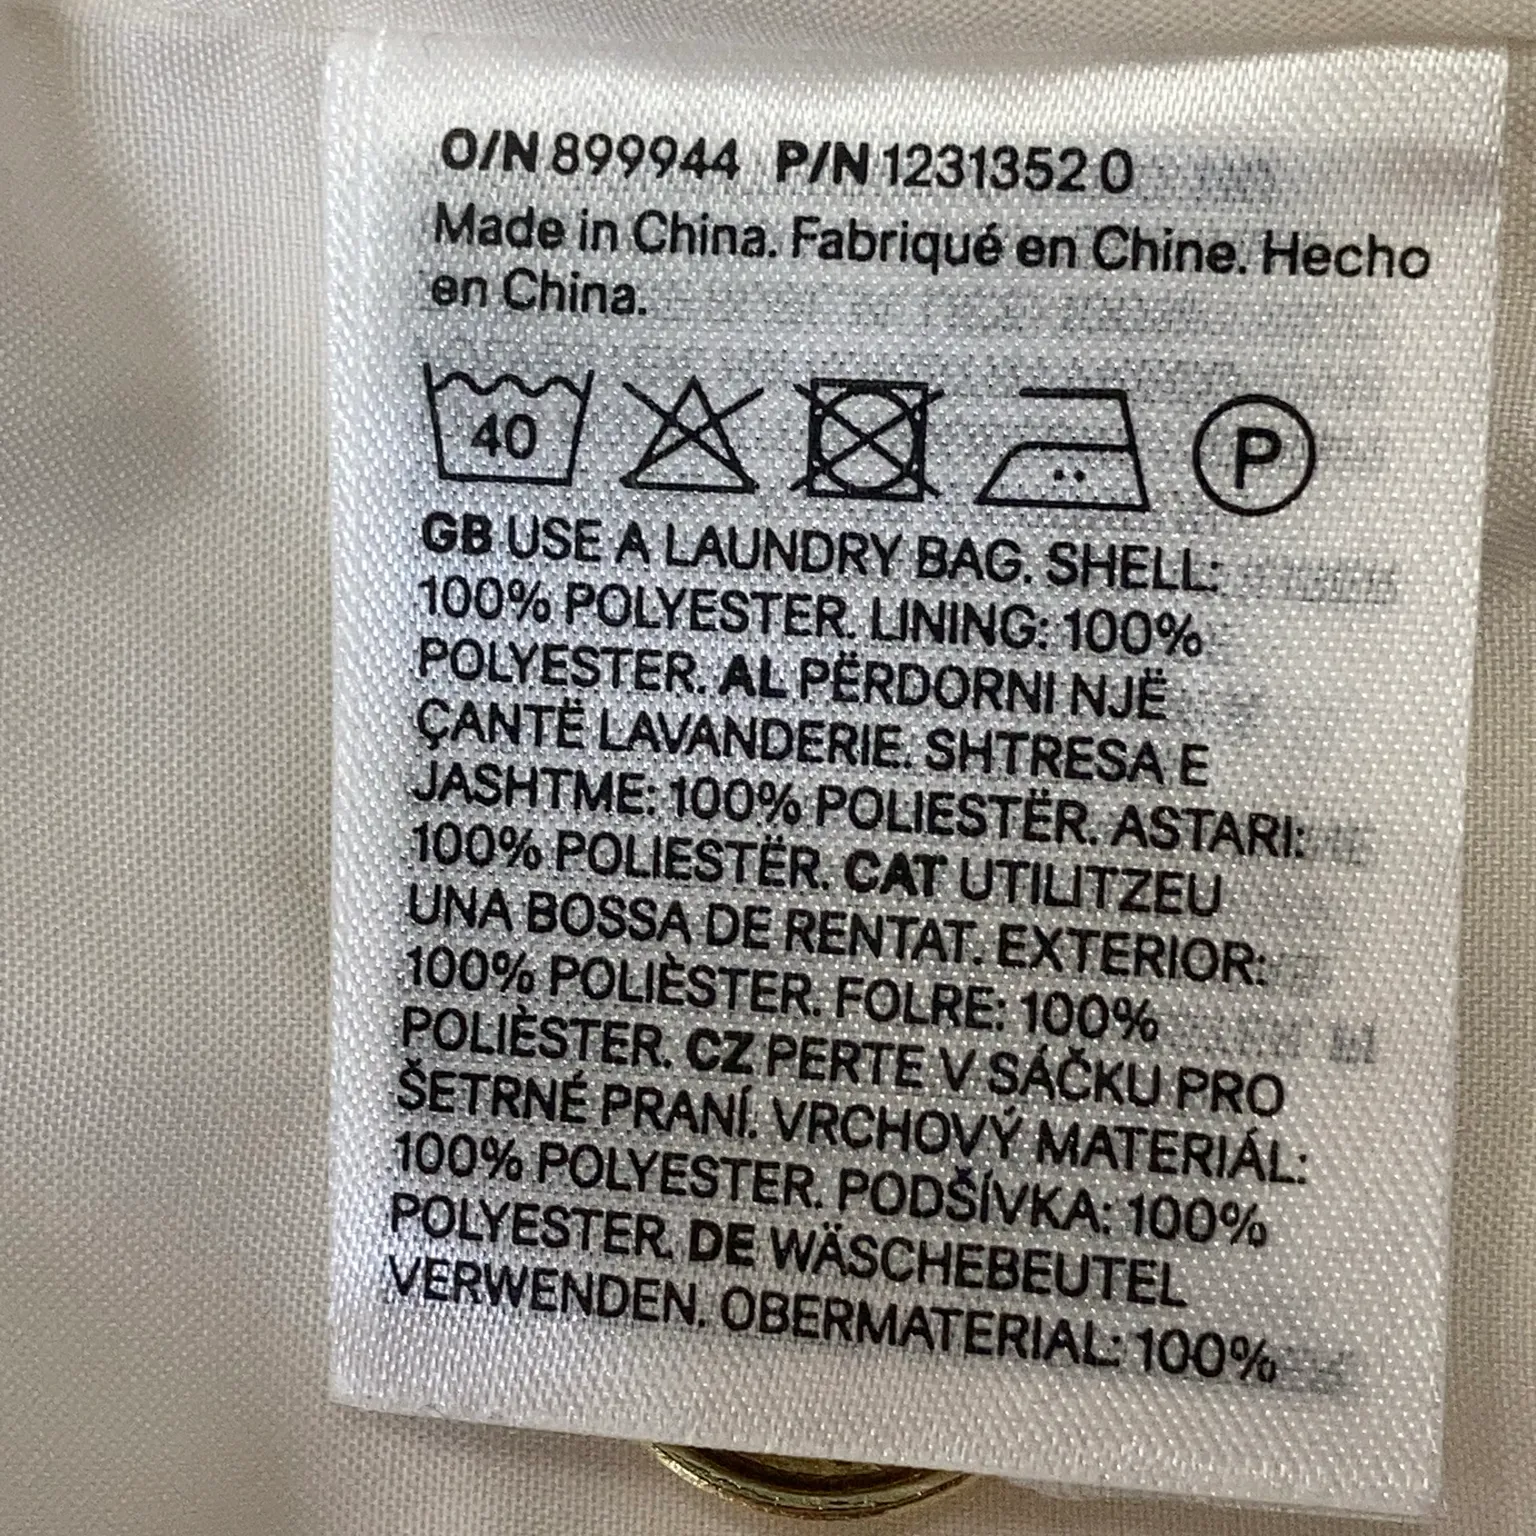 O/N 899944 P/N 1231352 0
Made in China. Fabriqué en Chine. Hecho
en China.
40 P
GB USE A LAUNDRY BAG. SHELL:
100% POLYESTER. LINING: 100%
POLYESTER. AL PËRDORNI NJË
ÇANTË LAVANDERIE. SHTRESA E
JASHTME: 100% POLIESTËR. ASTARI:
100% POLIESTËR. CAT UTILITZEU
UNA BOSSA DE RENTAT. EXTERIOR:
100% POLIÈSTER. FOLRE: 100%
POLIÈSTER. CZ PERTE V SÁČKU PRO
ŠETRNÉ PRANÍ. VRCHOVÝ MATERIÁL:
100% POLYESTER. PODŠÍVKA: 100%
POLYESTER. DE WÄSCHEBEUTEL
VERWENDEN. OBERMATERIAL: 100%